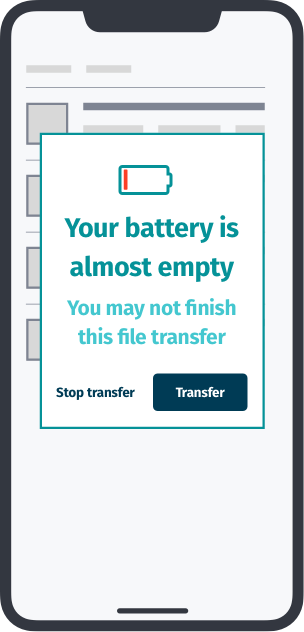 Your battery is
almost empty
You may not finish
this file transfer
Stop transfer
Transfer